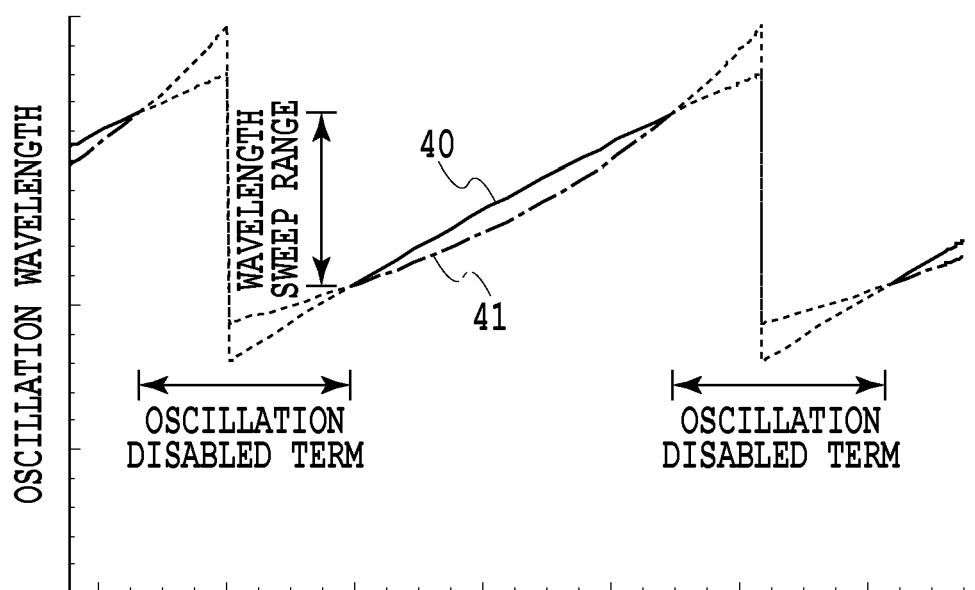 OSCILLATION WAVELENGTH
WAVELENGTH
SWEEP RANGE
40
41
OSCILLATION
DISABLED TERM
OSCILLATION
DISABLED TERM